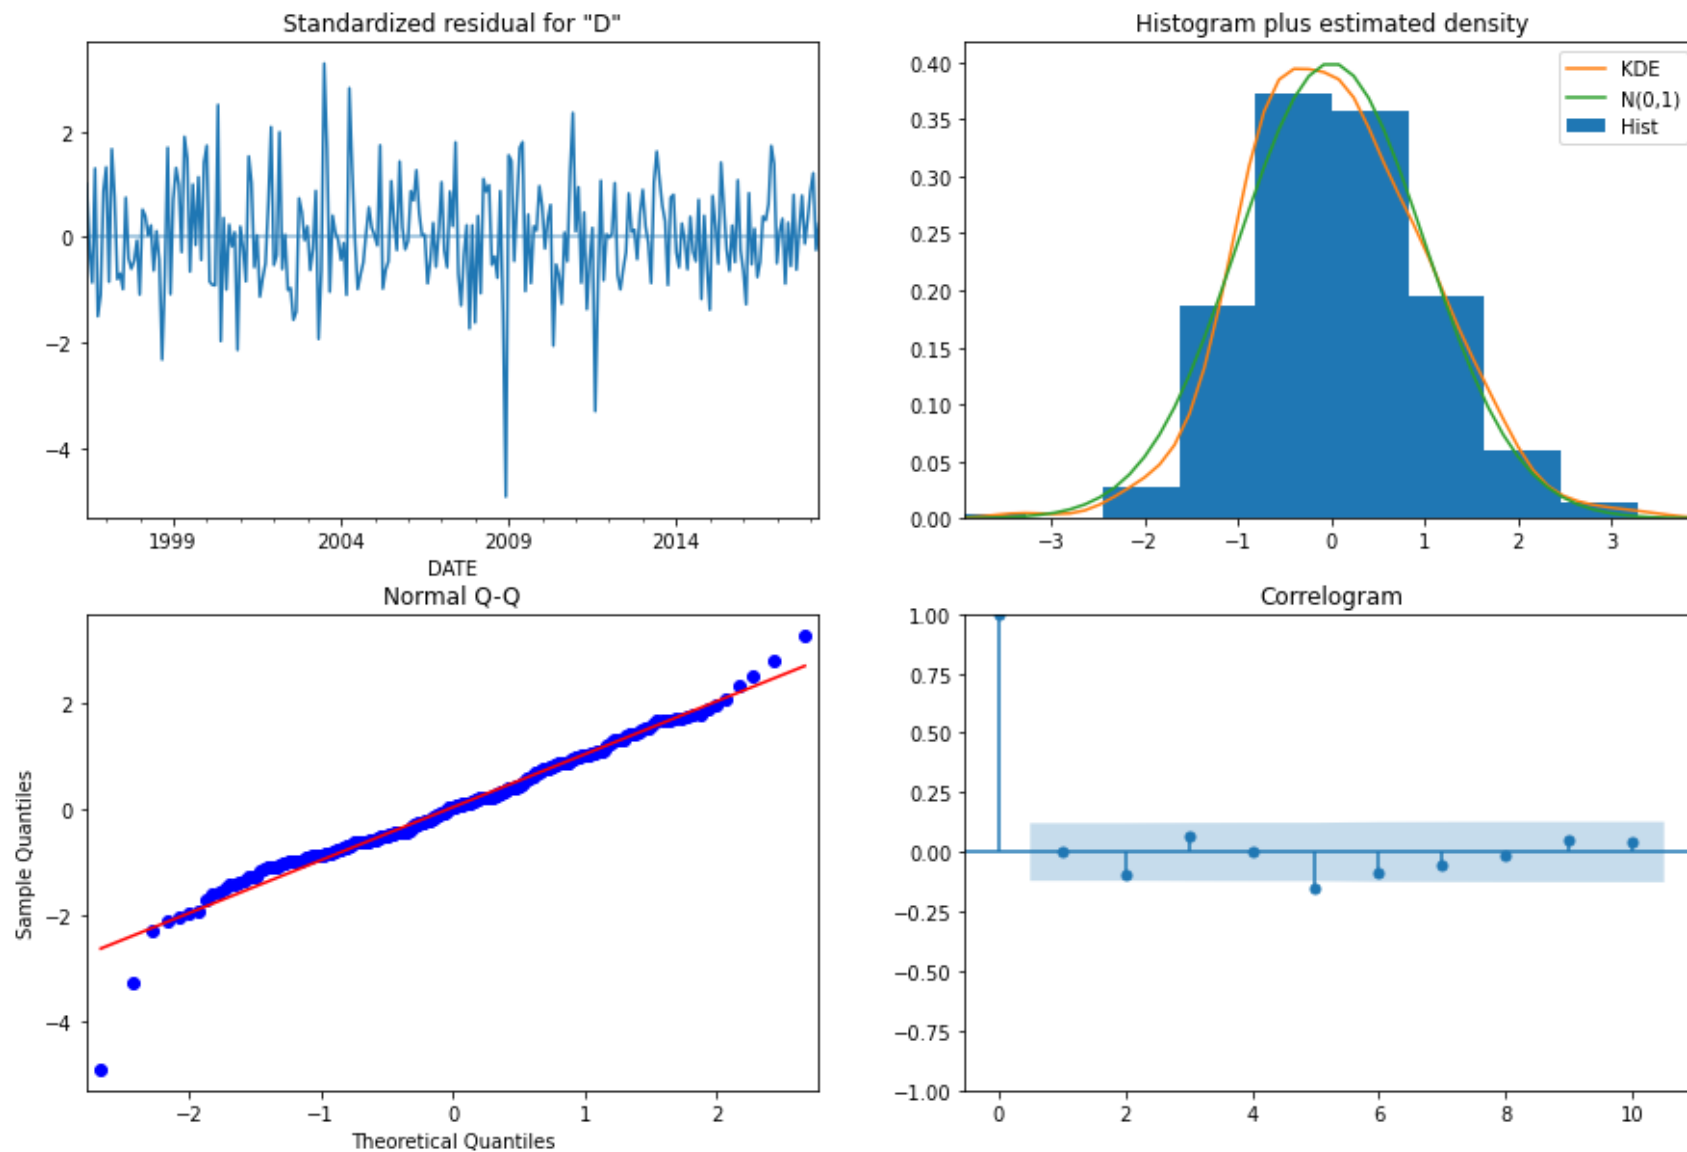 Standardized residual for "D"
2
0
−2
−4
1999 2004 2009 2014
DATE
Histogram plus estimated density
0.40
0.35
0.30
0.25
0.20
0.15
0.10
0.05
0.00
−3 −2 −1 0 1 2 3
KDE
N(0,1)
Hist
Normal Q-Q
Sample Quantiles
2
0
−2
−4
−2 −1 0 1 2
Theoretical Quantiles
Correlogram
1.00
0.75
0.50
0.25
0.00
−0.25
−0.50
−0.75
−1.00
0 2 4 6 8 10